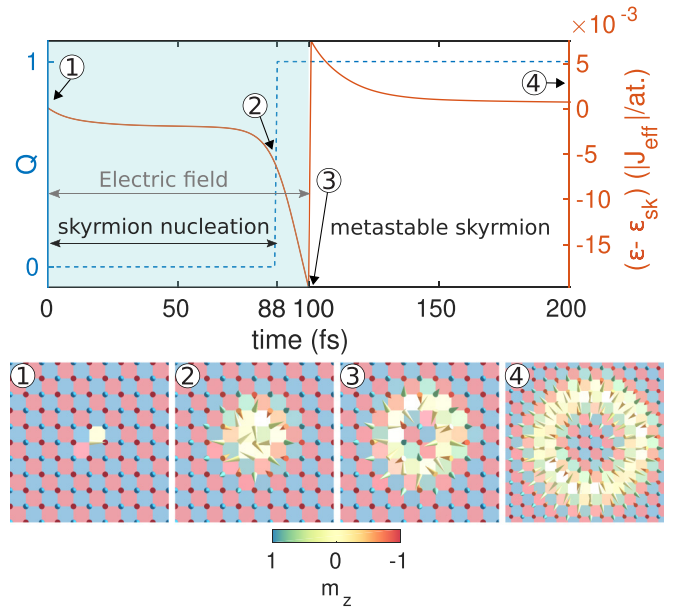 ×10⁻³
1
0
Q
①
②
③
④
Electric field
skyrmion nucleation
metastable skyrmion
5
0
-5
-10
-15
(ε- ε_sk) (|J_eff|/at.)
0 50 88 100 150 200
time (fs)
① ② ③ ④
1 0 -1
m_z